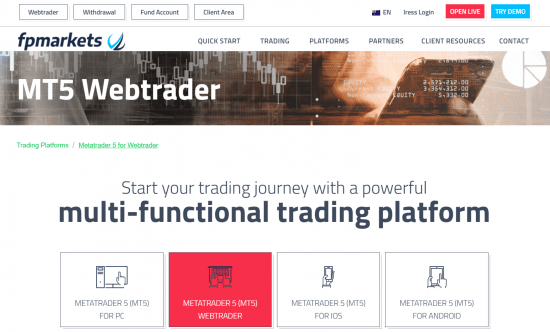 Webtrader Withdrawal Fund Account Client Area EN Iress Login OPEN LIVE TRY DEMO
fpmarkets QUICK START TRADING PLATFORMS PARTNERS CLIENT RESOURCES CONTACT
MT5 Webtrader
EQUITY
Trading Platforms / Metatrader 5 for Webtrader
Start your trading journey with a powerful
multi-functional trading platform
METATRADER 5 (MT5)
FOR PC
METATRADER 5 (MT5)
WEBTRADER
METATRADER 5 (MT5)
FOR IOS
METATRADER 5 (MT5)
FOR ANDROID